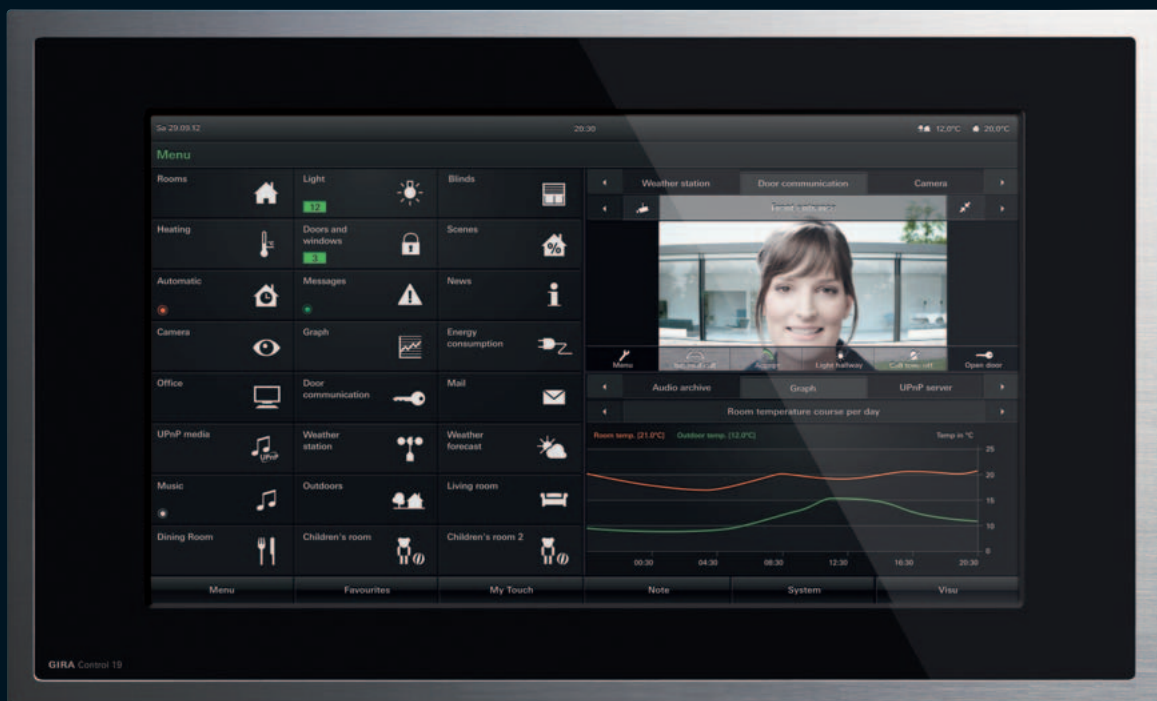 Sa 29.09.12
20:30
12,0°C
20,0°C
Menu
Rooms
Light
12
Blinds
Heating
Doors and
windows
3
Scenes
%
Automatic
Messages
News
Camera
Graph
Energy
consumption
Office
Door
communication
Mail
UPnP media
UPnP
Weather
station
Weather
forecast
Music
Outdoors
Living room
Dining Room
Children's room
Children's room 2
Weather station
Door communication
Camera
Menu
Light hallway
Open door
Audio archive
Graph
UPnP server
Room temperature course per day
Room temp. [21.0°C]
Outdoor temp. [12.0°C]
Temp in °C
25
20
15
10
0
00:30
04:30
08:30
12:30
16:30
20:30
Menu
Favourites
My Touch
Note
System
Visu
GIRA Control 19